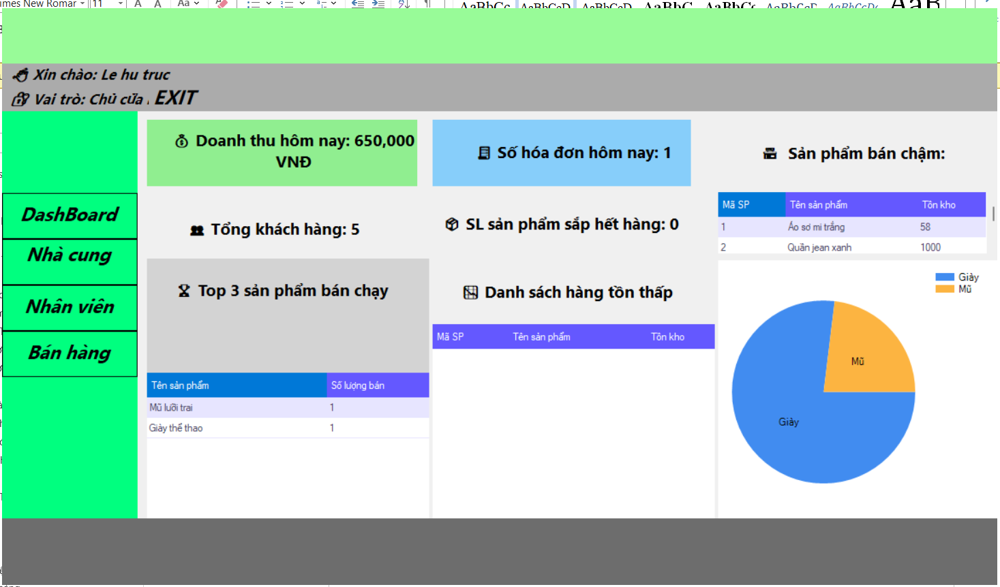 11
Aa
Xin chào: Le hu truc
Vai trò: Chủ cửa
EXIT
DashBoard
Nhà cung
Nhân viên
Bán hàng
Doanh thu hôm nay: 650,000
VNĐ
Số hóa đơn hôm nay: 1
Sản phẩm bán chậm:
Tổng khách hàng: 5
SL sản phẩm sắp hết hàng: 0
Mã SP Tên sản phẩm Tồn kho
1 Áo sơ mi trắng 58
2 Quần jean xanh 1000
Top 3 sản phẩm bán chạy
Tên sản phẩm Số lượng bán
Mũ lưỡi trai 1
Giày thể thao 1
Danh sách hàng tồn thấp
Mã SP Tên sản phẩm Tồn kho
Giày
Mũ
Mũ
Giày